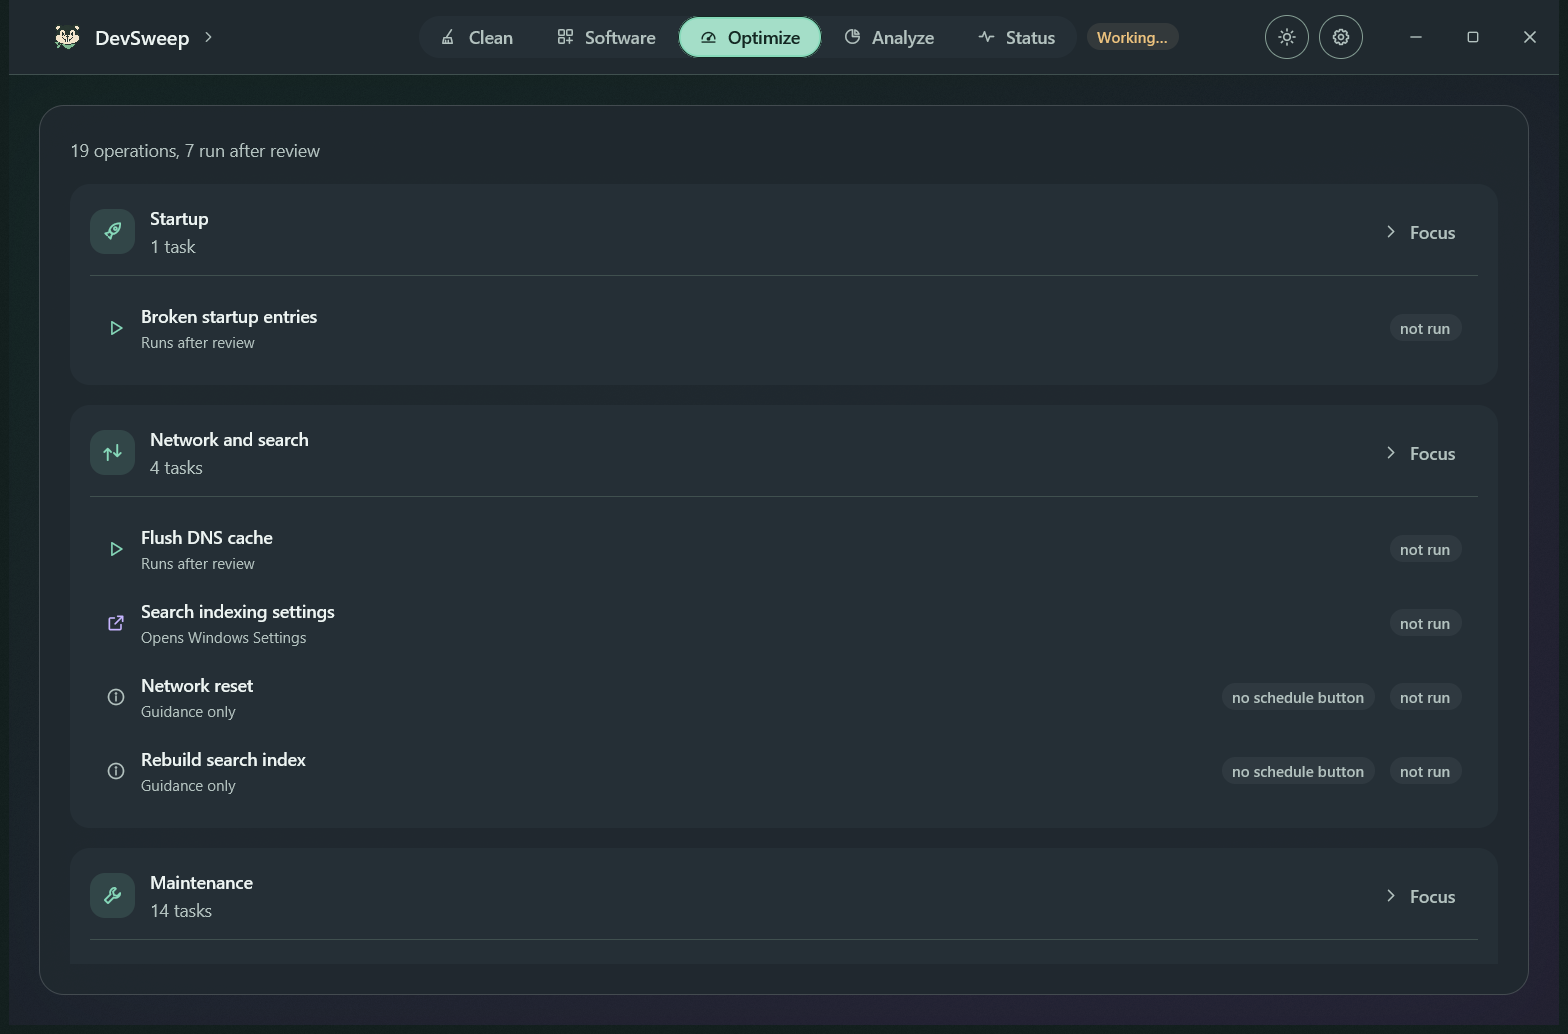 DevSweep
Clean
Software
Optimize
Analyze
Status
Working...
19 operations, 7 run after review
Startup
1 task
Focus
Broken startup entries
Runs after review
not run
Network and search
4 tasks
Focus
Flush DNS cache
Runs after review
not run
Search indexing settings
Opens Windows Settings
not run
Network reset
Guidance only
no schedule button
not run
Rebuild search index
Guidance only
no schedule button
not run
Maintenance
14 tasks
Focus